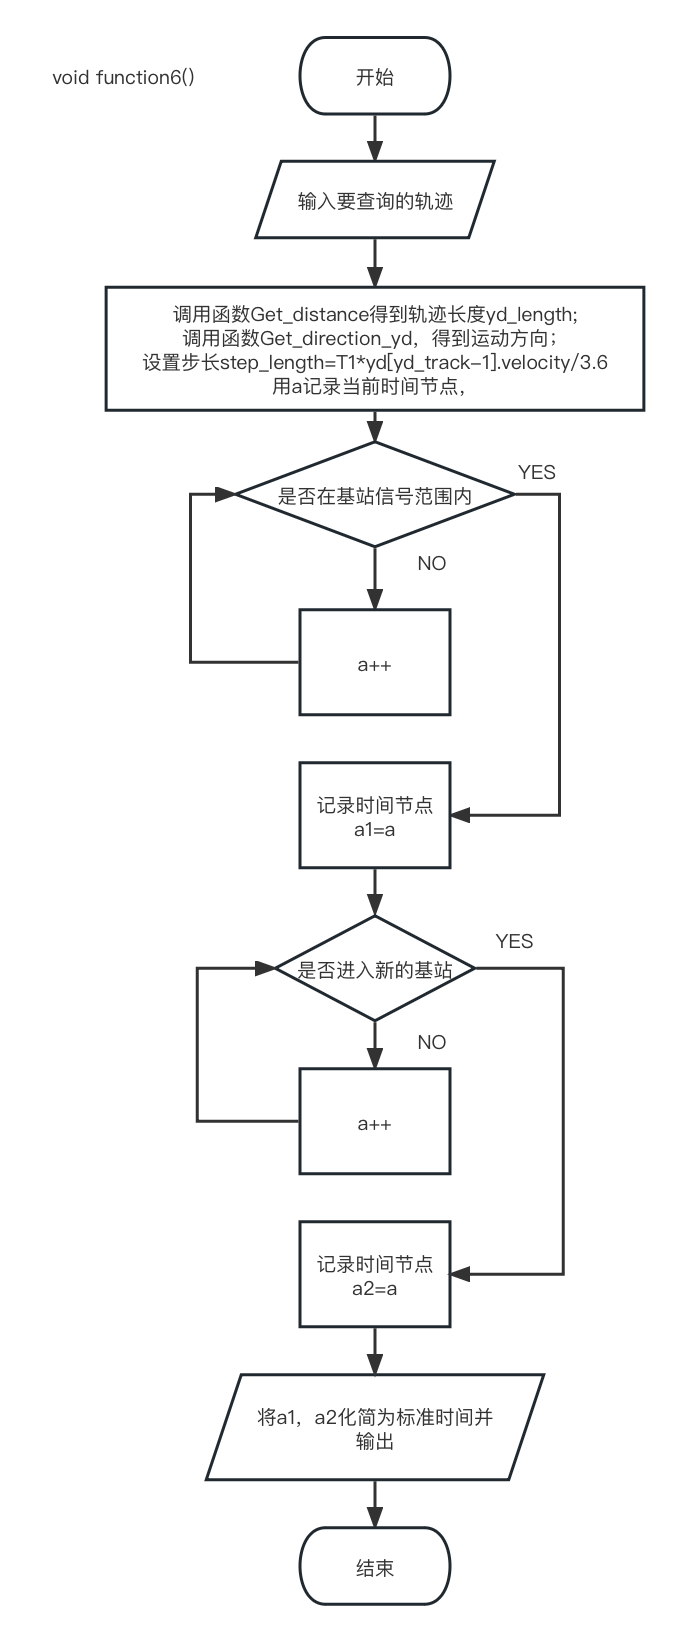 void function6()
开始
输入要查询的轨迹
调用函数Get_distance得到轨迹长度yd_length;
调用函数Get_direction_yd，得到运动方向；
设置步长step_length=T1*yd[yd_track-1].velocity/3.6
用a记录当前时间节点，
是否在基站信号范围内
YES
NO
a++
记录时间节点
a1=a
是否进入新的基站
YES
NO
a++
记录时间节点
a2=a
将a1，a2化简为标准时间并
输出
结束